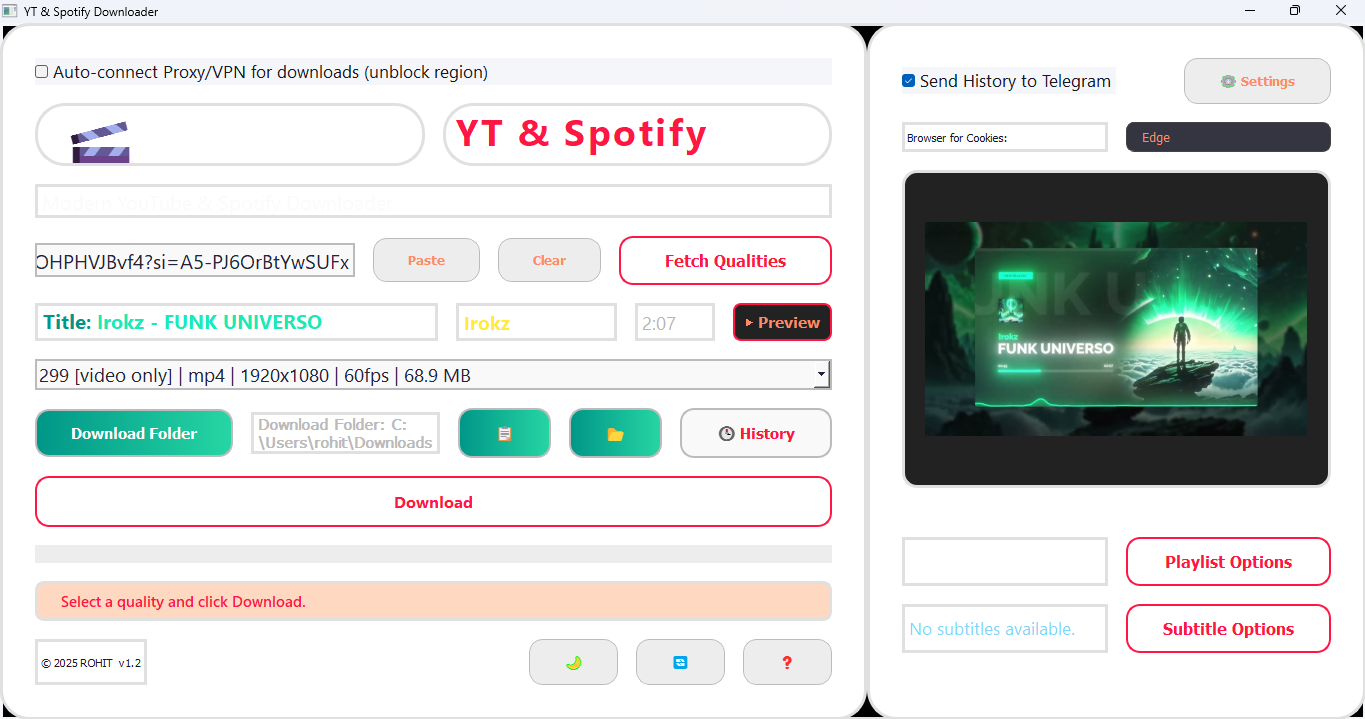 YT & Spotify Downloader
Auto-connect Proxy/VPN for downloads (unblock region)
YT & Spotify
Modern YouTube & Spotify Downloader
OHPHVJBvf4?si=A5-PJ6OrBtYwSUFx
Paste
Clear
Fetch Qualities
Title: Irokz - FUNK UNIVERSO
Irokz
2:07
Preview
299 [video only] | mp4 | 1920x1080 | 60fps | 68.9 MB
Download Folder
Download Folder: C:
\Users\rohit\Downloads
History
Download
Select a quality and click Download.
© 2025 ROHIT v1.2
?
Send History to Telegram
Settings
Browser for Cookies:
Edge
Irokz
FUNK UNIVERSO
Playlist Options
No subtitles available.
Subtitle Options